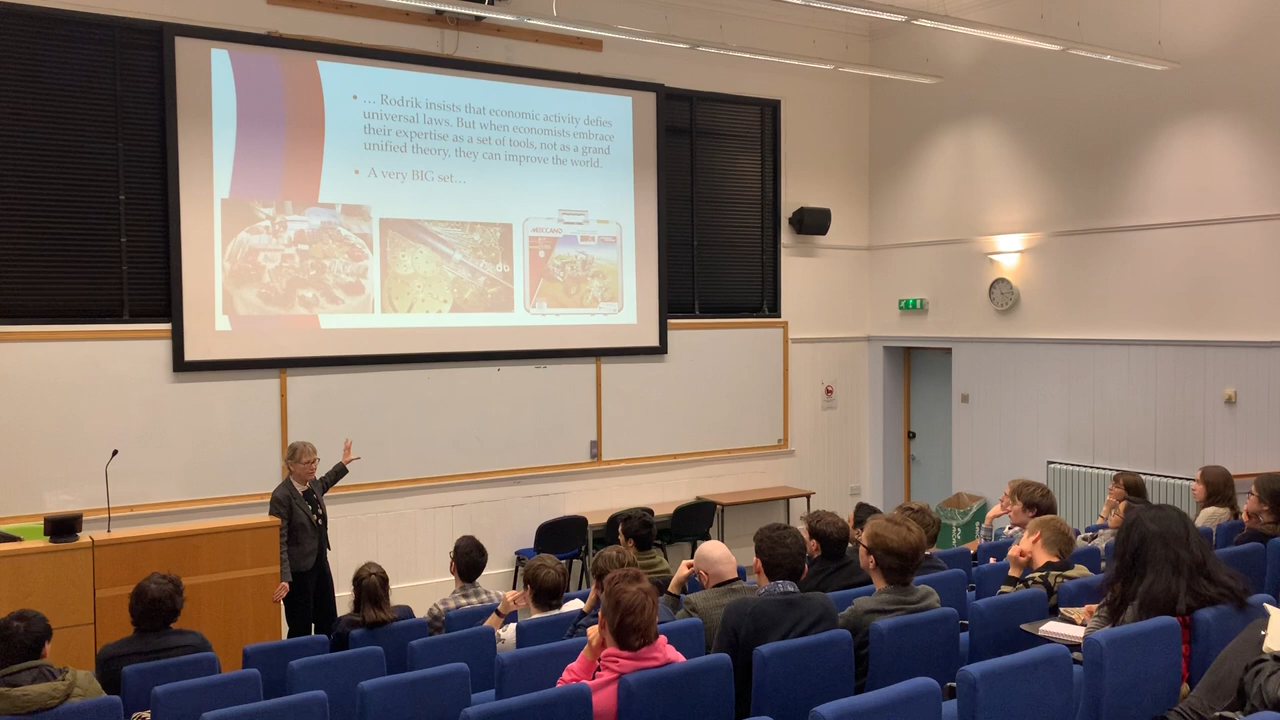 • … Rodrik insists that economic activity defies
universal laws. But when economists embrace
their expertise as a set of tools, not as a grand
unified theory, they can improve the world.
• A very BIG set…
MECCANO